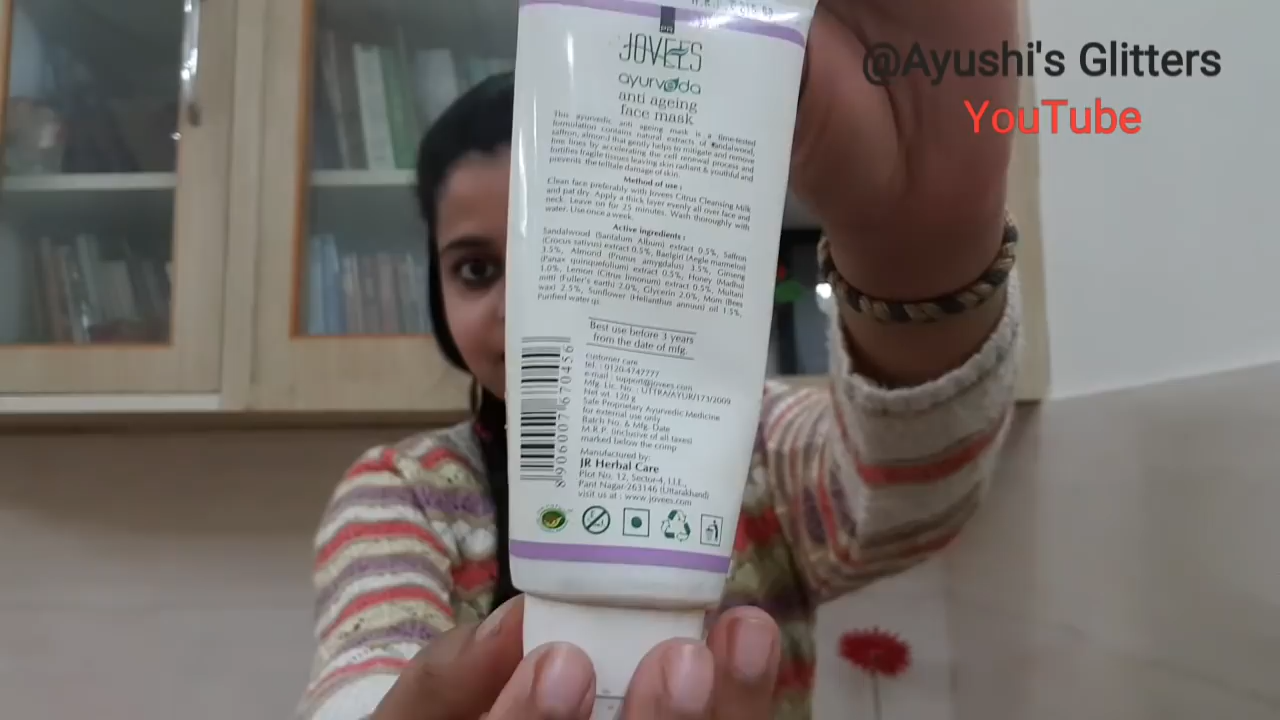 @Ayushi's Glitters
YouTube
JOVEES
ayurveda
anti ageing
face mask
This ayurvedic anti ageing mask is a time-tested
formulation contains natural extracts of sandalwood,
saffron, almond that gently helps to mitigate and remove
fine lines by accelerating the cell renewal process and
fortifies fragile tissues leaving skin radiant & youthful and
prevents the telltale damage of skin.
Method of use :
Clean face preferably with Jovees Citrus Cleansing Milk
and pat dry. Apply a thick layer evenly all over face and
neck. Leave on for 25 minutes. Wash thoroughly with
water. Use once a week.
Active ingredients :
Sandalwood (Santalum Album) extract 0.5%, Saffron
(Crocus sativus) extract 0.5%, Baelgiri (Aegle marmelos)
3.5%, Almond (Prunus amygdalus) 3.5%, Ginseng
(Panax quinquefolium) extract 0.5%, Honey (Madhu)
1.0%, Lemon (Citrus limonum) extract 0.5%, Multani
mitti (Fuller's earth) 2.0%, Glycerin 2.0%, Mom (Bees
wax) 2.5%, Sunflower (Helianthus annuus) oil 1.5%,
Purified water qs
Best use before 3 years
from the date of mfg.
customer care
tel. : 0120-4747777
e-mail : support@jovees.com
Mfg. Lic. No. : UTTRA/AYUR/173/2009
Net wt. 120 g
Safe Proprietary Ayurvedic Medicine
for external use only
Batch No. & Mfg. Date
M.R.P. (inclusive of all taxes)
marked below the crimp
Manufactured by:
JR Herbal Care
Plot No. 12, Sector-4, I.I.E.,
Pant Nagar-263146 (Uttarakhand)
visit us at : www.jovees.com
8906007670456